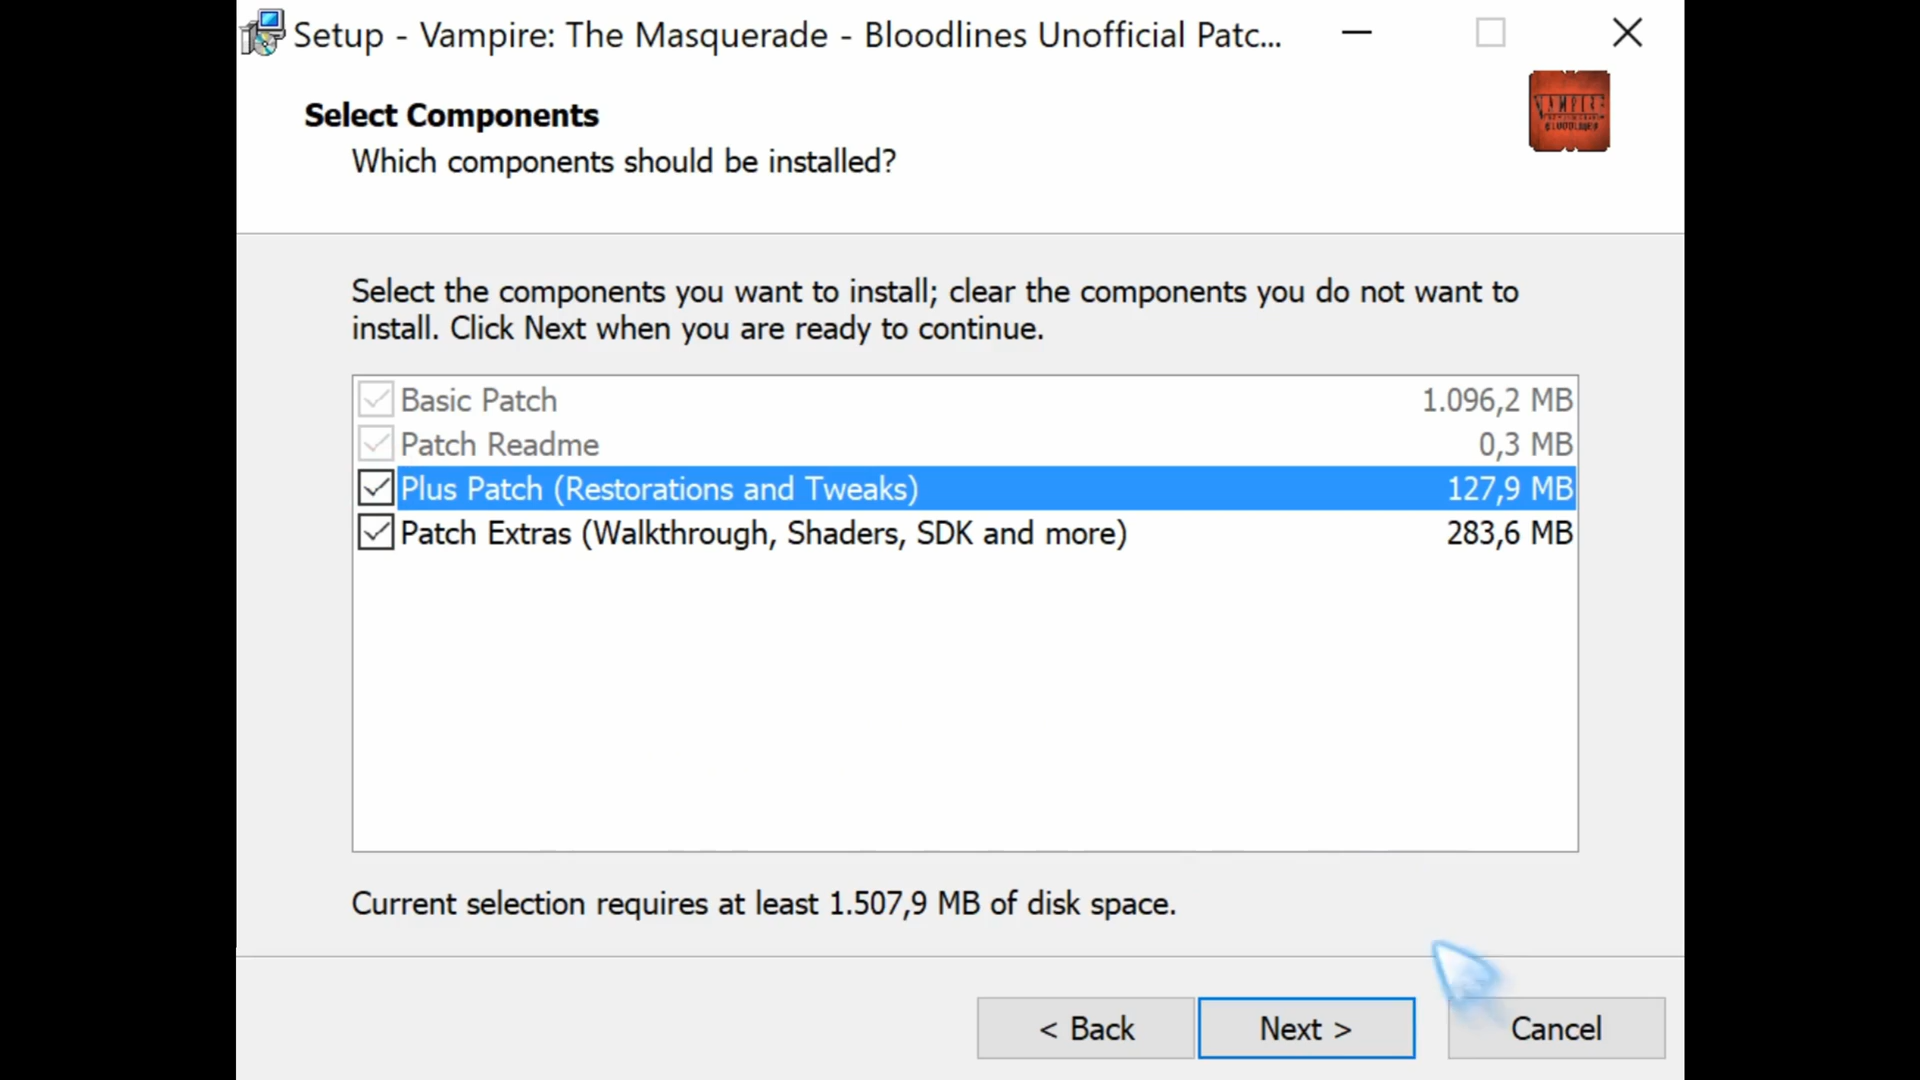 Setup - Vampire: The Masquerade - Bloodlines Unofficial Patc...
Select Components
Which components should be installed?
VAMPIRE
BLOODLINES
Select the components you want to install; clear the components you do not want to
install. Click Next when you are ready to continue.
Basic Patch 1.096,2 MB
Patch Readme 0,3 MB
Plus Patch (Restorations and Tweaks) 127,9 MB
Patch Extras (Walkthrough, Shaders, SDK and more) 283,6 MB
Current selection requires at least 1.507,9 MB of disk space.
< Back Next > Cancel